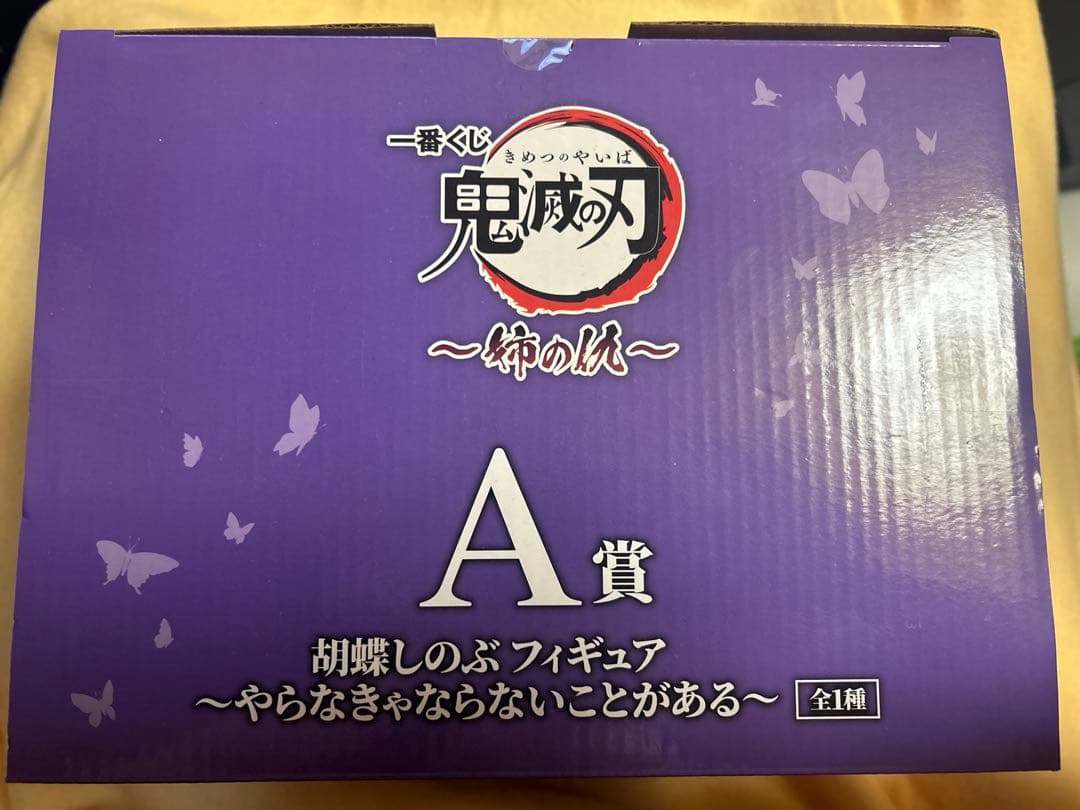 一番くじ
きめつのやいば
鬼滅の刃
～姉の仇～
A賞
胡蝶しのぶ フィギュア
～やらなきゃならないことがある～ 全1種